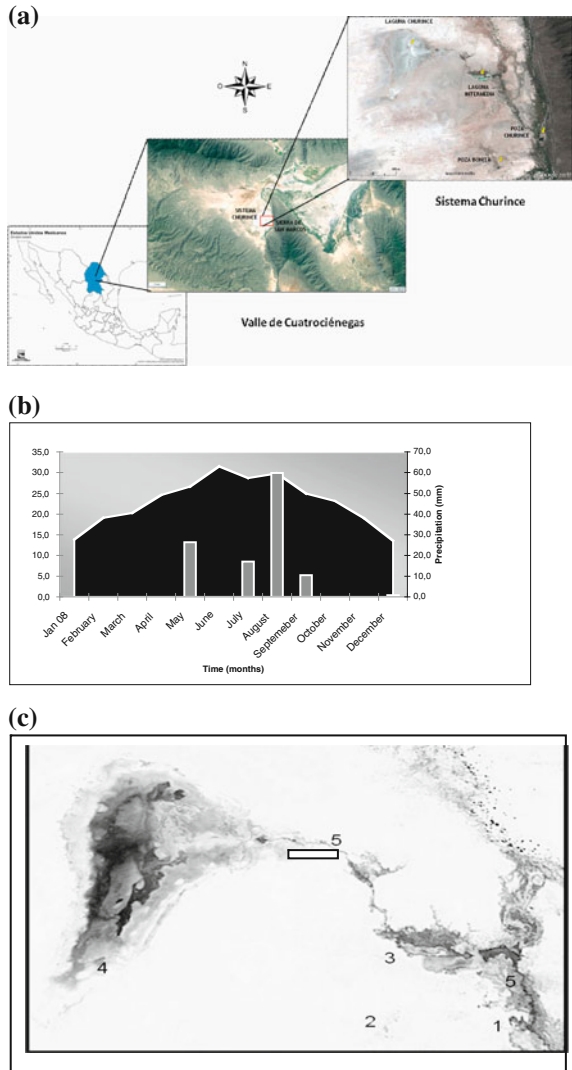 (a)
LAGUNA CHURINCE
LAGUNA
INTERMEDIA
POZA
CHURINCE
POZA BONITA
Sistema Churince
N
O
E
S
SISTEMA
CHURINCE
SIERRA DE
SAN MARCOS
Valle de Cuatrociénegas
Estados Unidos Mexicanos
(b)
35,0
30,0
25,0
20,0
15,0
10,0
5,0
0,0
70,0
60,0
50,0
40,0
30,0
20,0
10,0
0,0
Precipitation (mm)
Jan 08
February
March
April
May
June
July
August
Septemeber
October
November
December
Time (months)
(c)
5
4
3
5
2
1